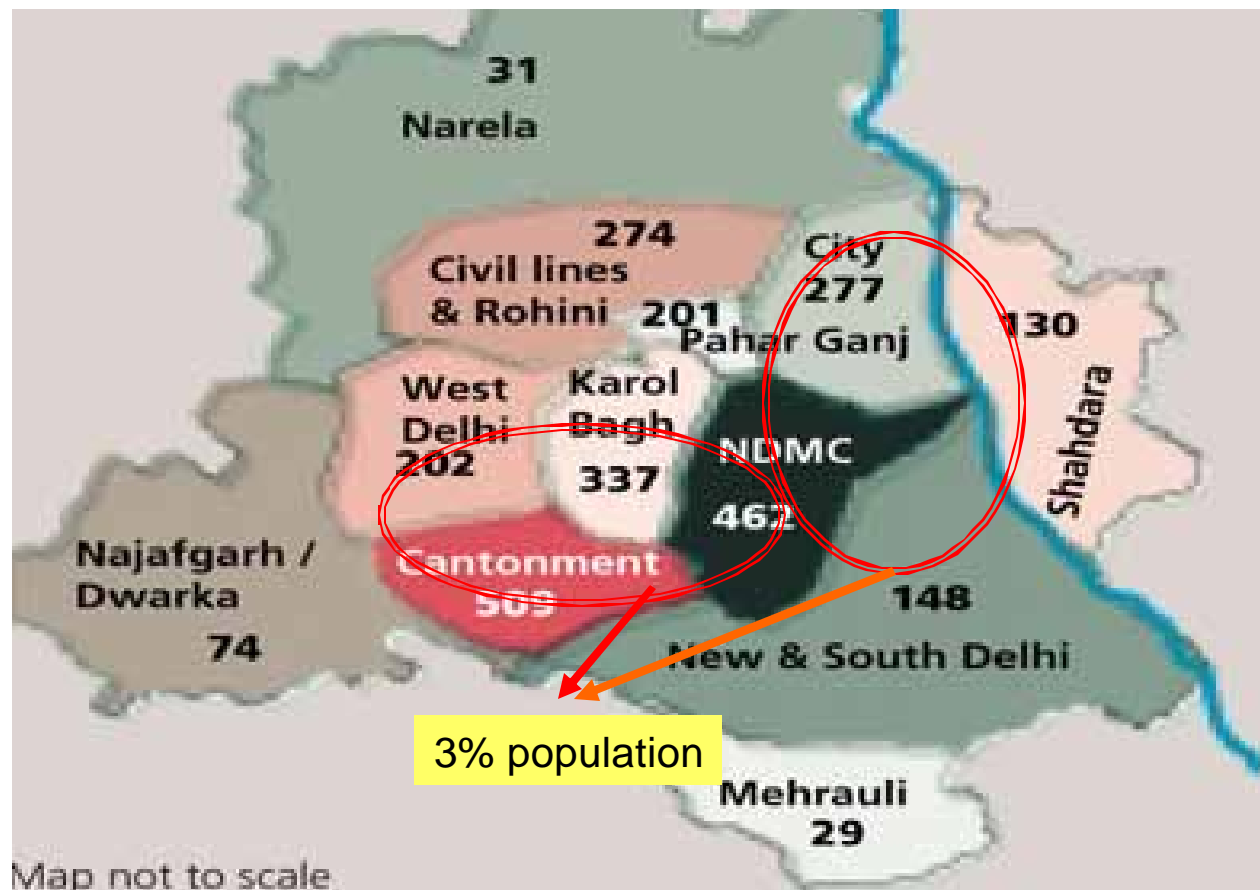 31
Narela
274
Civil lines
& Rohini
201
City
277
Pahar Ganj
130
Shahdara
West
Delhi
202
Karol
Bagh
337
NDMC
462
Cantonment
509
Najafgarh /
Dwarka
74
148
New & South Delhi
3% population
Mehrauli
29
Map not to scale